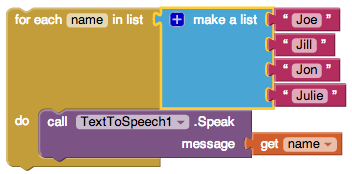 for each name in list make a list " Joe "
" Jill "
" Jon "
" Julie "
do call TextToSpeech1 .Speak
message get name